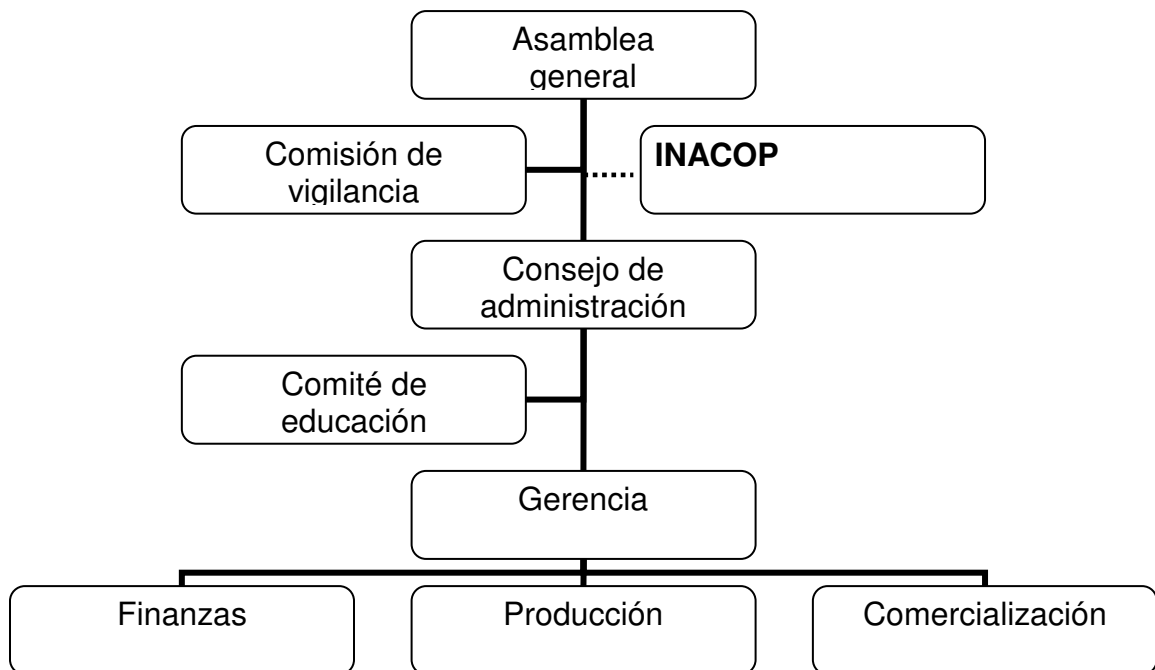 Asamblea
general
Comisión de
vigilancia
INACOP
Consejo de
administración
Comité de
educación
Gerencia
Finanzas
Producción
Comercialización